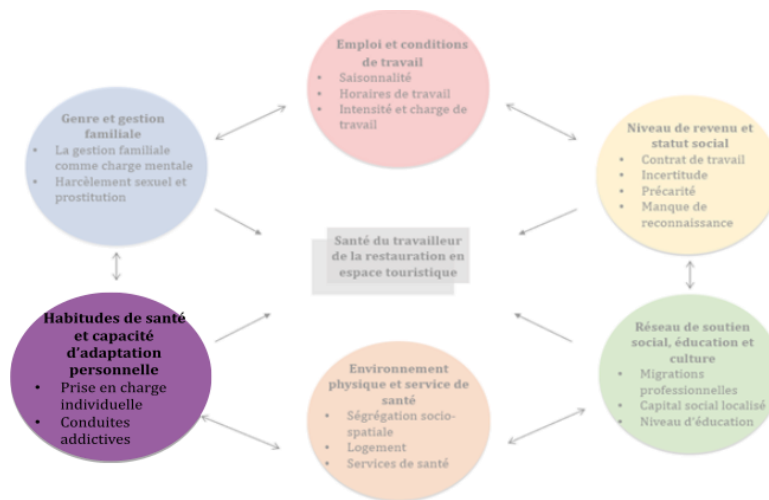 Emploi et conditions
de travail
• Saisonnalité
• Horaires de travail
• Intensité et charge de
travail
Genre et gestion
familiale
• La gestion familiale
comme charge mentale
• Harcèlement sexuel et
prostitution
Niveau de revenu et
statut social
• Contrat de travail
• Incertitude
• Précarité
• Manque de
reconnaissance
Santé du travailleur
de la restauration en
espace touristique
Habitudes de santé
et capacité
d'adaptation
personnelle
• Prise en charge
individuelle
• Conduites
addictives
Environnement
physique et service de
santé
• Ségrégation socio-
spatiale
• Logement
• Services de santé
Réseau de soutien
social, éducation et
culture
• Migrations
professionnelles
• Capital social localisé
• Niveau d'éducation